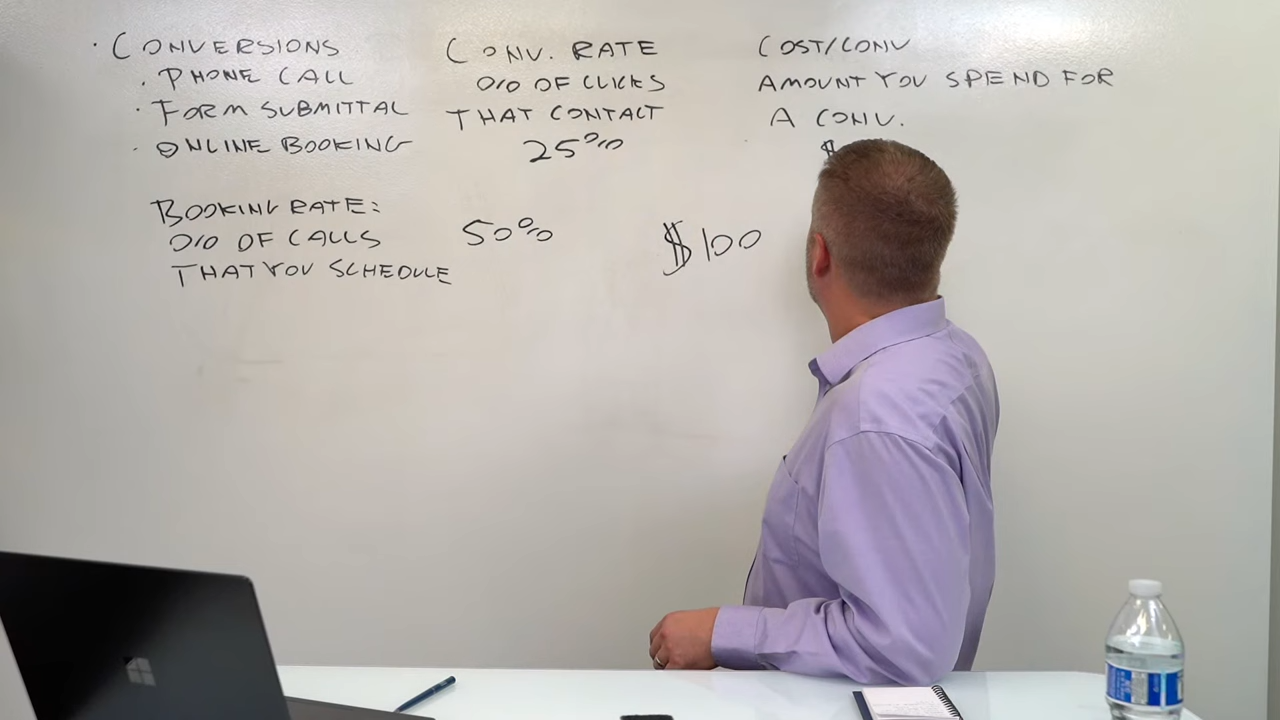 · CONVERSIONS
· PHONE CALL
· FORM SUBMITTAL
· ONLINE BOOKING
CONV. RATE
% OF CLICKS
THAT CONTACT
25%
COST/CONV
AMOUNT YOU SPEND FOR
A CONV.
$
BOOKING RATE:
% OF CALLS
THAT YOU SCHEDULE
50%
$100